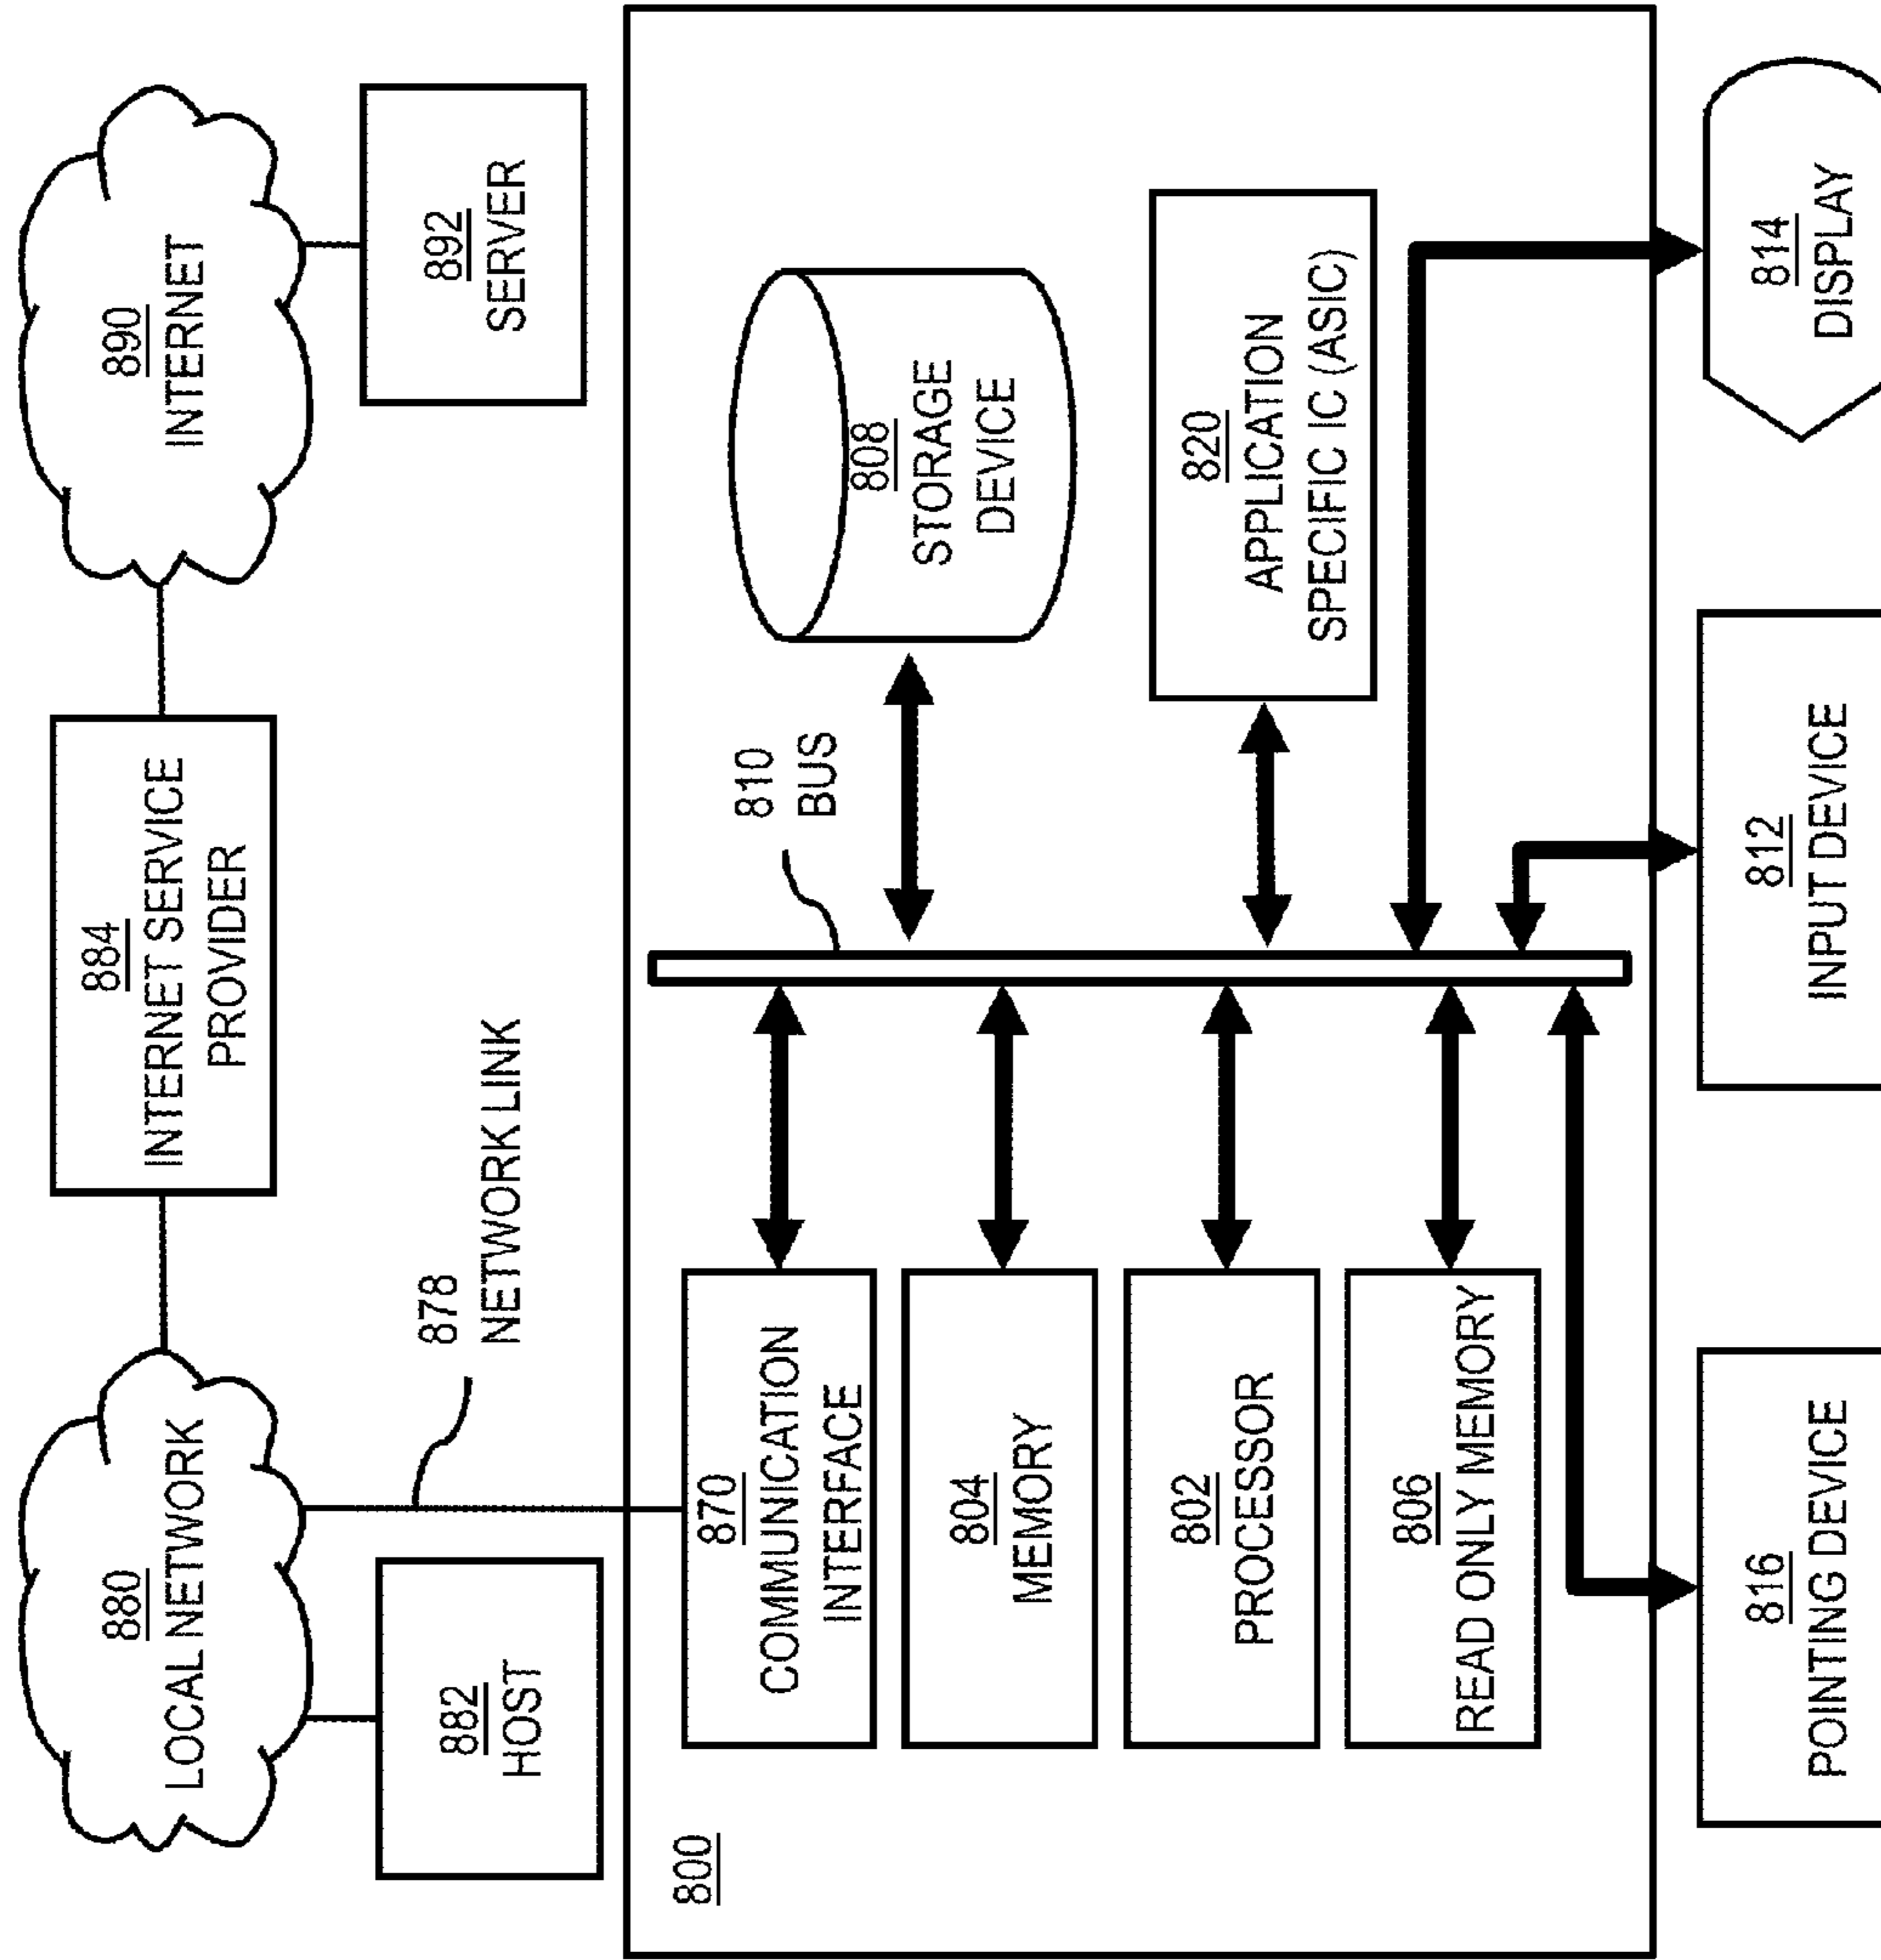 880
LOCAL NETWORK
884
INTERNET SERVICE
PROVIDER
890
INTERNET
882
HOST
878
NETWORK LINK
892
SERVER
800
870
COMMUNICATION
INTERFACE
804
MEMORY
802
PROCESSOR
806
READ ONLY MEMORY
810
BUS
808
STORAGE
DEVICE
820
APPLICATION
SPECIFIC IC (ASIC)
816
POINTING DEVICE
812
INPUT DEVICE
814
DISPLAY